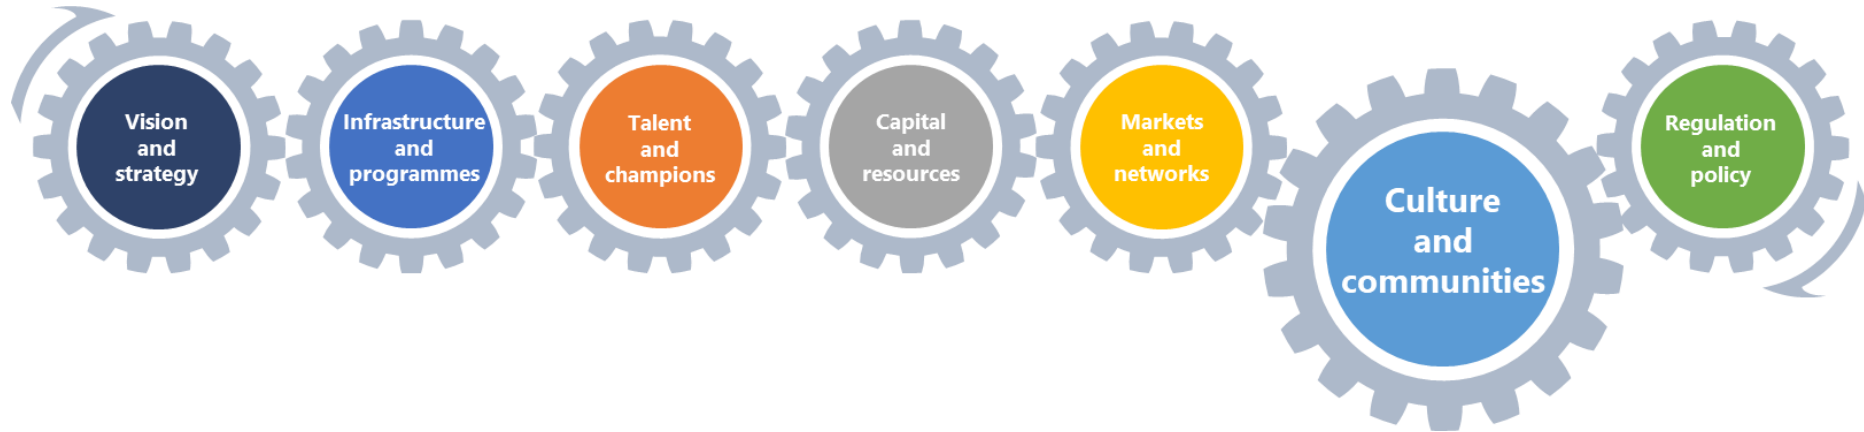 Vision
and
strategy
Infrastructure
and
programmes
Talent
and
champions
Capital
and
resources
Markets
and
networks
Culture
and
communities
Regulation
and
policy